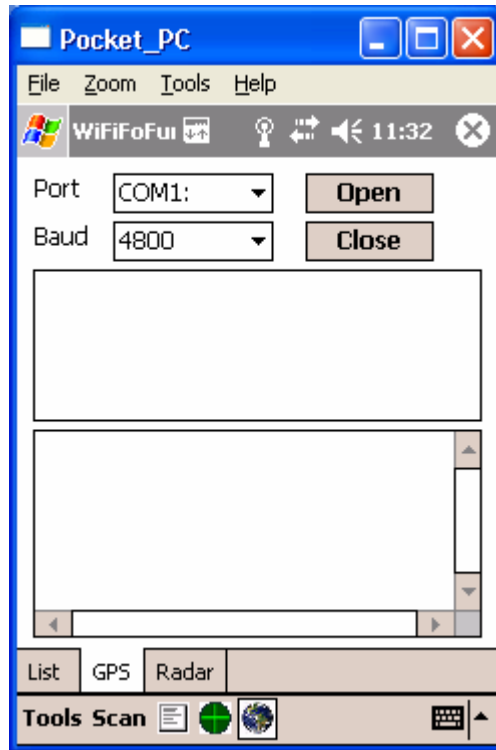 Pocket_PC
File Zoom Tools Help
WiFiFoFu 11:32
Port COM1: Open
Baud 4800 Close
List GPS Radar
Tools Scan